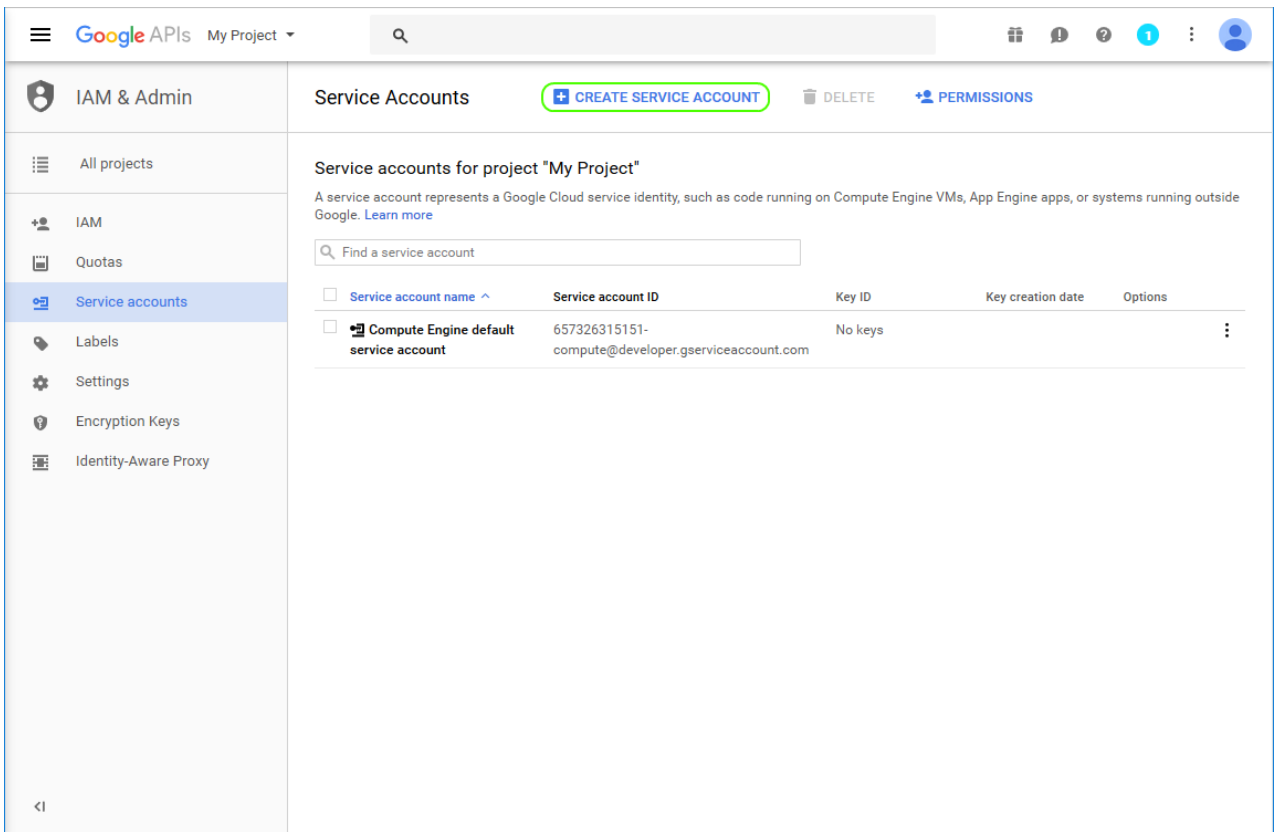 Google APIs My Project
1
IAM & Admin
Service Accounts
CREATE SERVICE ACCOUNT
DELETE
PERMISSIONS
All projects
IAM
Quotas
Service accounts
Labels
Settings
Encryption Keys
Identity-Aware Proxy
Service accounts for project "My Project"
A service account represents a Google Cloud service identity, such as code running on Compute Engine VMs, App Engine apps, or systems running outside
Google. Learn more
Find a service account
Service account name Service account ID Key ID Key creation date Options
Compute Engine default 657326315151- No keys
service account compute@developer.gserviceaccount.com